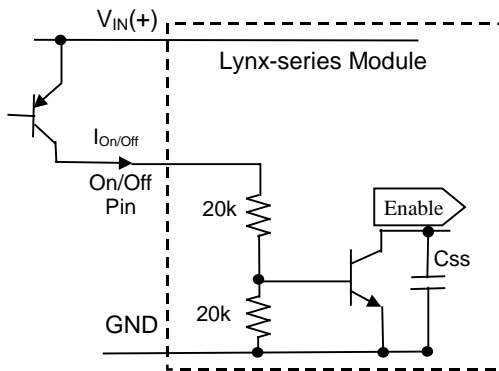 VIN(+)
Lynx-series Module
IOn/Off
On/Off
Pin
20k
Enable
Css
GND
20k